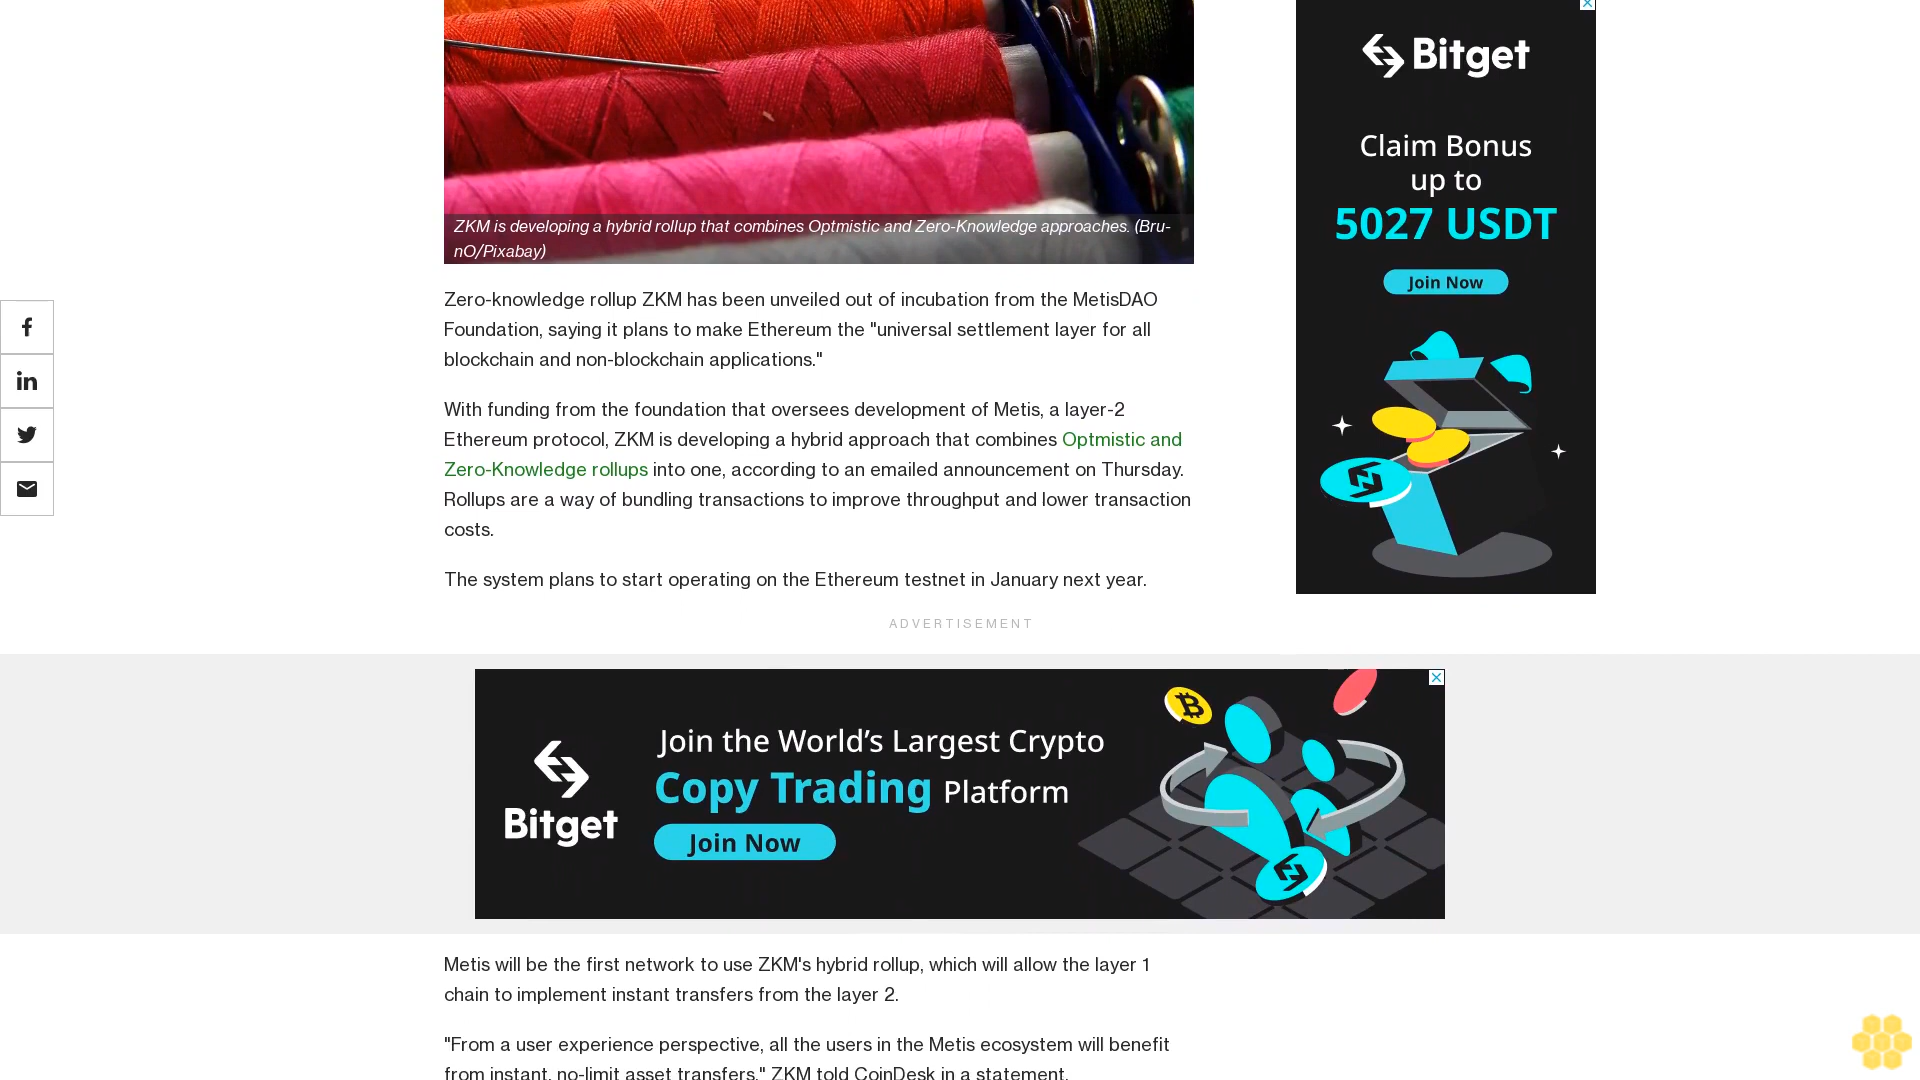 Bitget
Claim Bonus
up to
5027 USDT
Join Now
ZKM is developing a hybrid rollup that combines Optmistic and Zero-Knowledge approaches. (Bru-
nO/Pixabay)
Zero-knowledge rollup ZKM has been unveiled out of incubation from the MetisDAO
Foundation, saying it plans to make Ethereum the "universal settlement layer for all
blockchain and non-blockchain applications."
With funding from the foundation that oversees development of Metis, a layer-2
Ethereum protocol, ZKM is developing a hybrid approach that combines Optmistic and
Zero-Knowledge rollups into one, according to an emailed announcement on Thursday.
Rollups are a way of bundling transactions to improve throughput and lower transaction
costs.
The system plans to start operating on the Ethereum testnet in January next year.
ADVERTISEMENT
Join the World's Largest Crypto
Copy Trading Platform
Bitget
Join Now
Metis will be the first network to use ZKM's hybrid rollup, which will allow the layer 1
chain to implement instant transfers from the layer 2.
"From a user experience perspective, all the users in the Metis ecosystem will benefit
from instant, no-limit asset transfers," ZKM told CoinDesk in a statement.